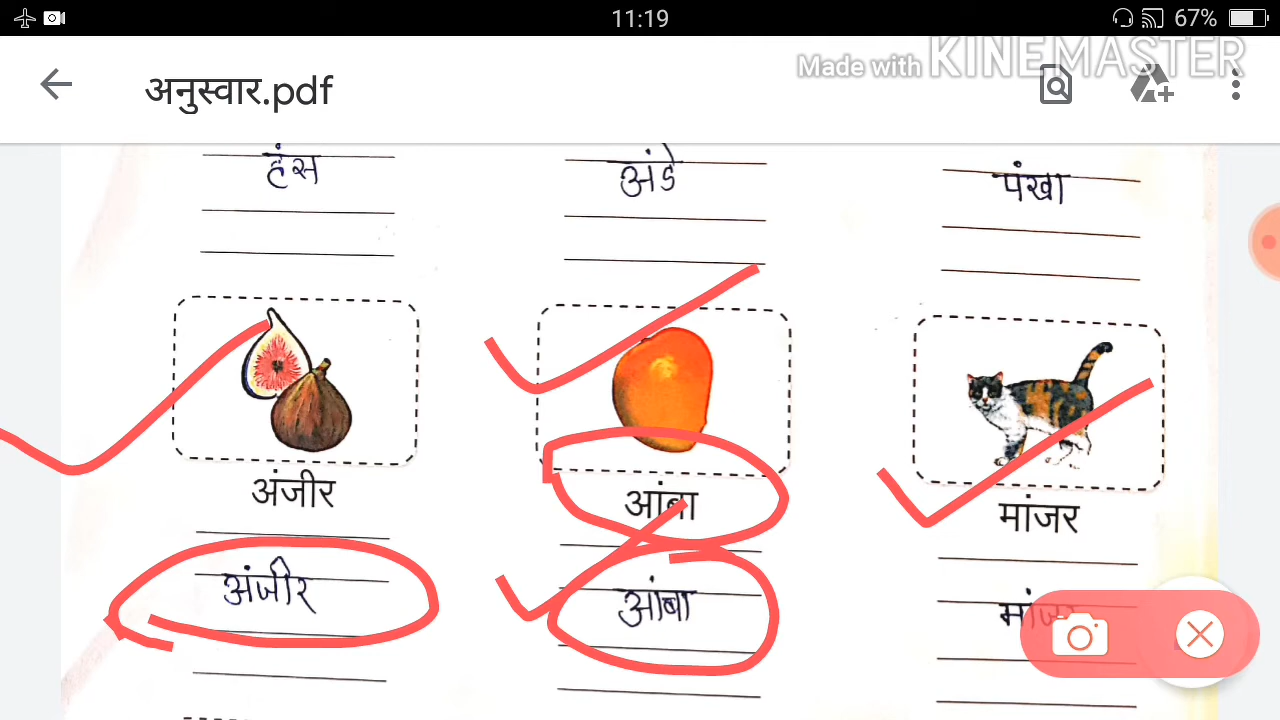 11:19
67%
Made with KINEMASTER
अनुस्वार.pdf
हंस अंडे पंखा
अंजीर आंबा मांजर
अंजीर आंबा